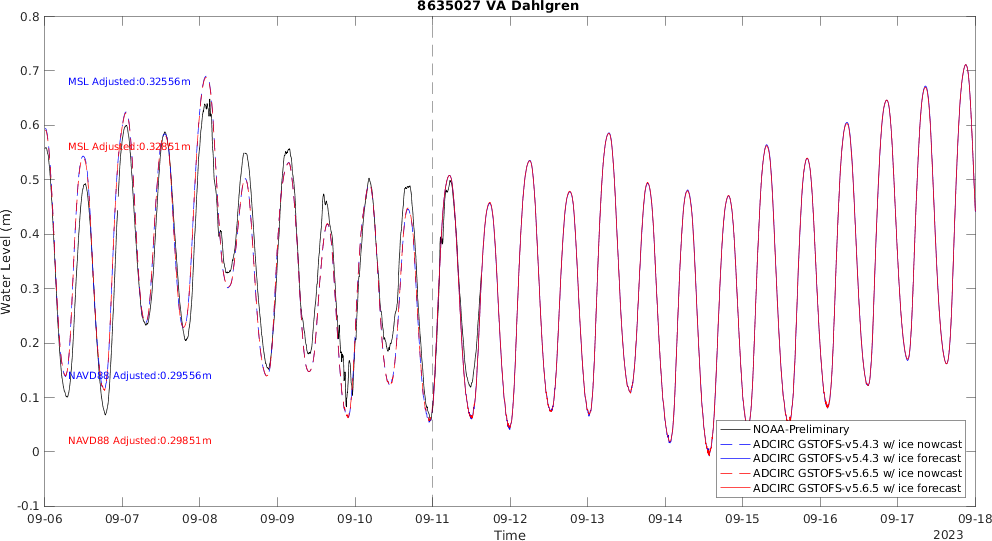 8635027 VA Dahlgren
0.8
0.7
0.6
0.5
0.4
0.3
0.2
0.1
0
-0.1
Water Level (m)
MSL Adjusted:0.32556m
MSL Adjusted:0.32851m
NAVD88 Adjusted:0.29556m
NAVD88 Adjusted:0.29851m
NOAA-Preliminary
ADCIRC GSTOFS-v5.4.3 w/ ice nowcast
ADCIRC GSTOFS-v5.4.3 w/ ice forecast
ADCIRC GSTOFS-v5.6.5 w/ ice nowcast
ADCIRC GSTOFS-v5.6.5 w/ ice forecast
09-06 09-07 09-08 09-09 09-10 09-11 09-12 09-13 09-14 09-15 09-16 09-17 09-18
Time
2023